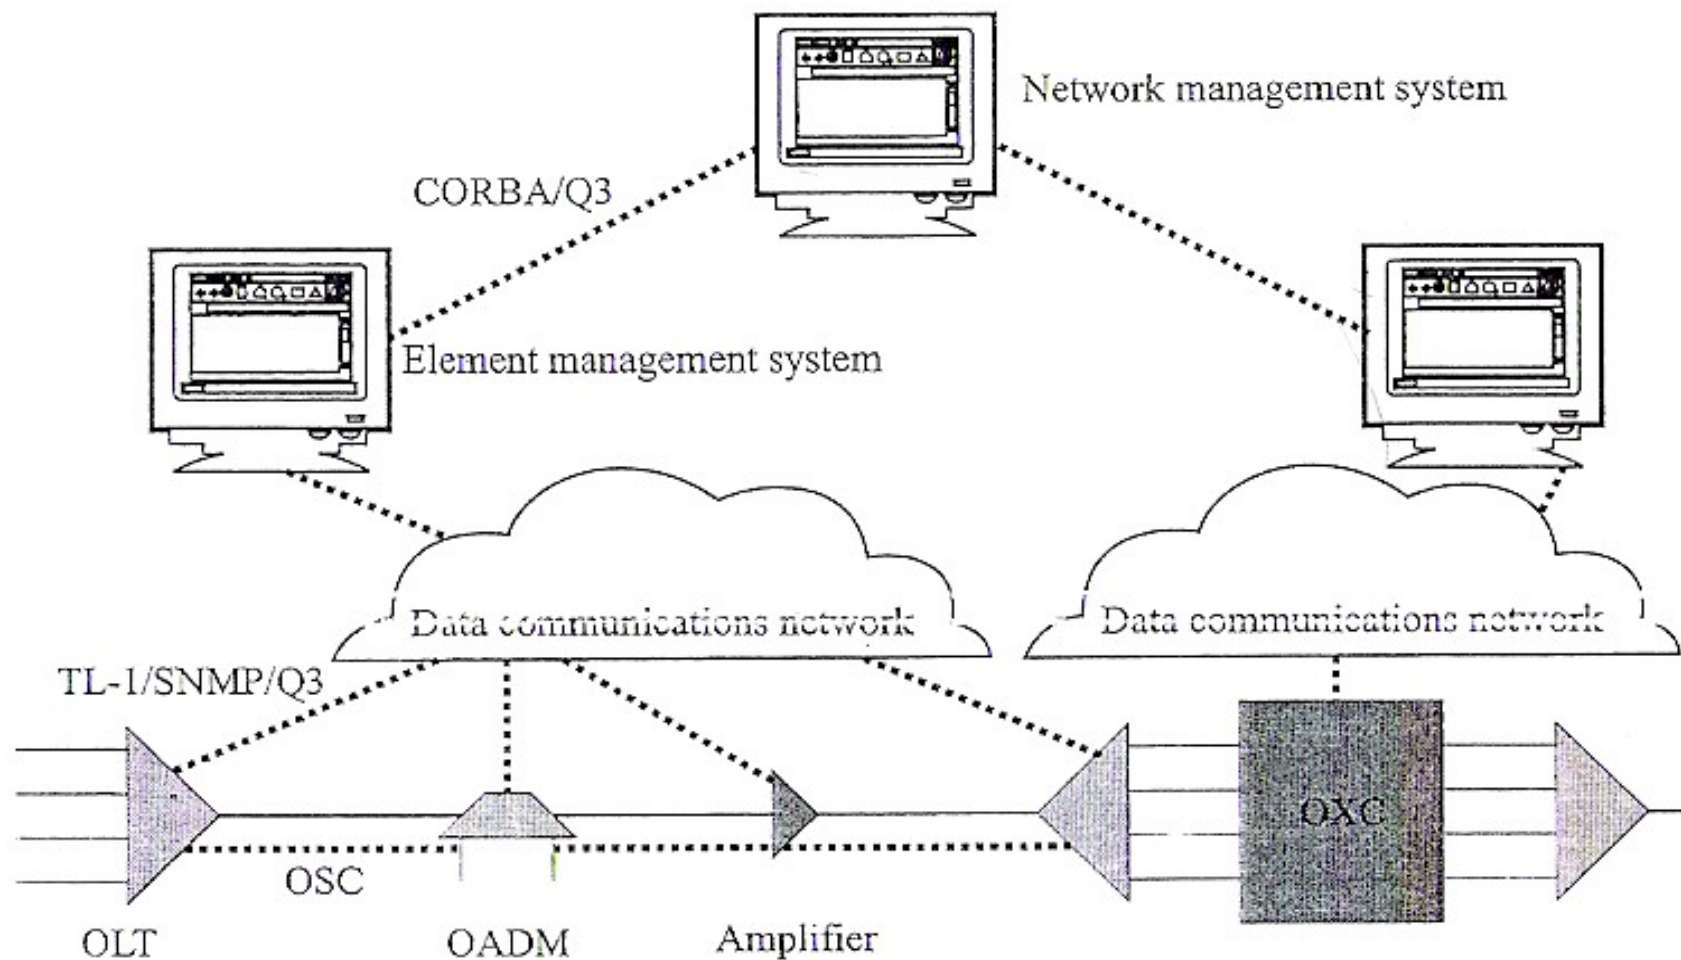 Network management system
CORBA/Q3
Element management system
Data communications network
Data communications network
TL-1/SNMP/Q3
OXC
OSC
OLT
OADM
Amplifier